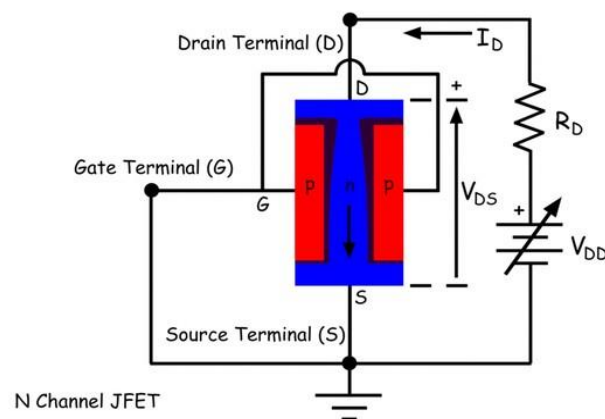 Drain Terminal (D)
I_D
D
+
R_D
Gate Terminal (G)
G
p
n
p
V_DS
+
V_DD
S
Source Terminal (S)
N Channel JFET